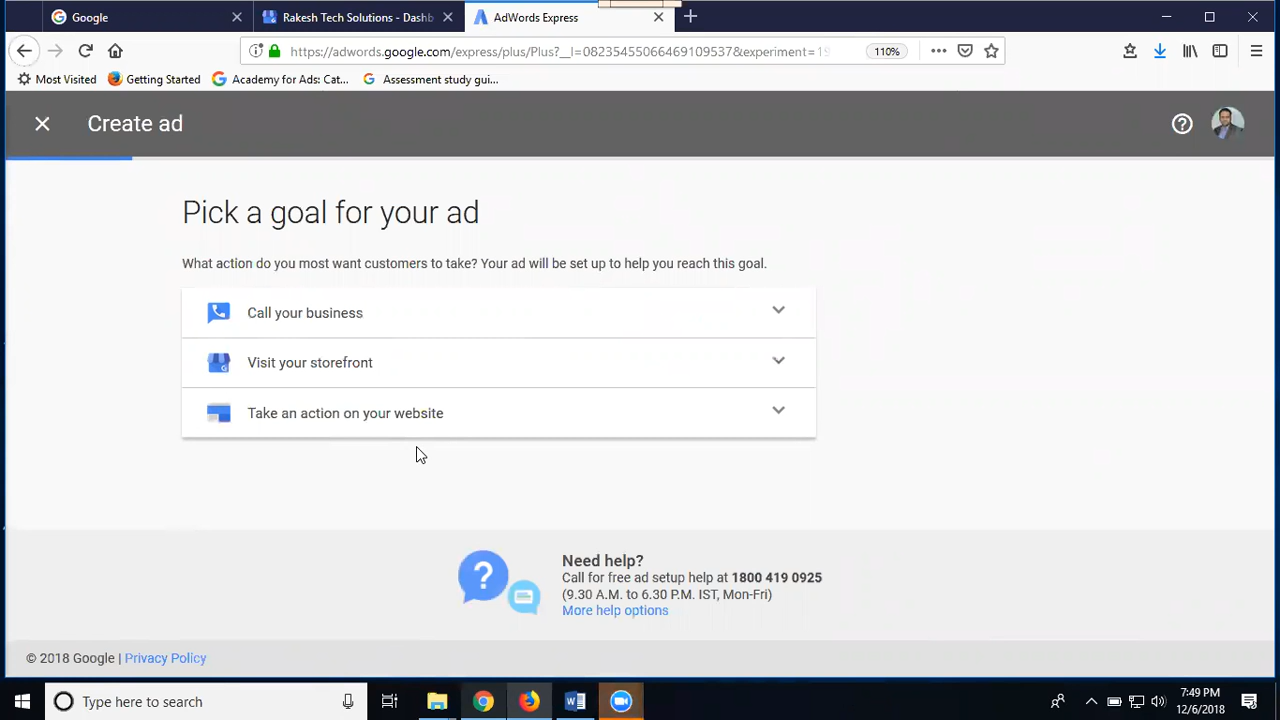 Google
Rakesh Tech Solutions - Dashb
AdWords Express
https://adwords.google.com/express/plus/Plus?__l=08235455066469109537&experiment=19
110%
Most Visited
Getting Started
Academy for Ads: Cat...
Assessment study gui...
Create ad
Pick a goal for your ad
What action do you most want customers to take? Your ad will be set up to help you reach this goal.
Call your business
Visit your storefront
Take an action on your website
Need help?
Call for free ad setup help at 1800 419 0925
(9.30 A.M. to 6.30 P.M. IST, Mon-Fri)
More help options
© 2018 Google | Privacy Policy
Type here to search
7:49 PM
12/6/2018